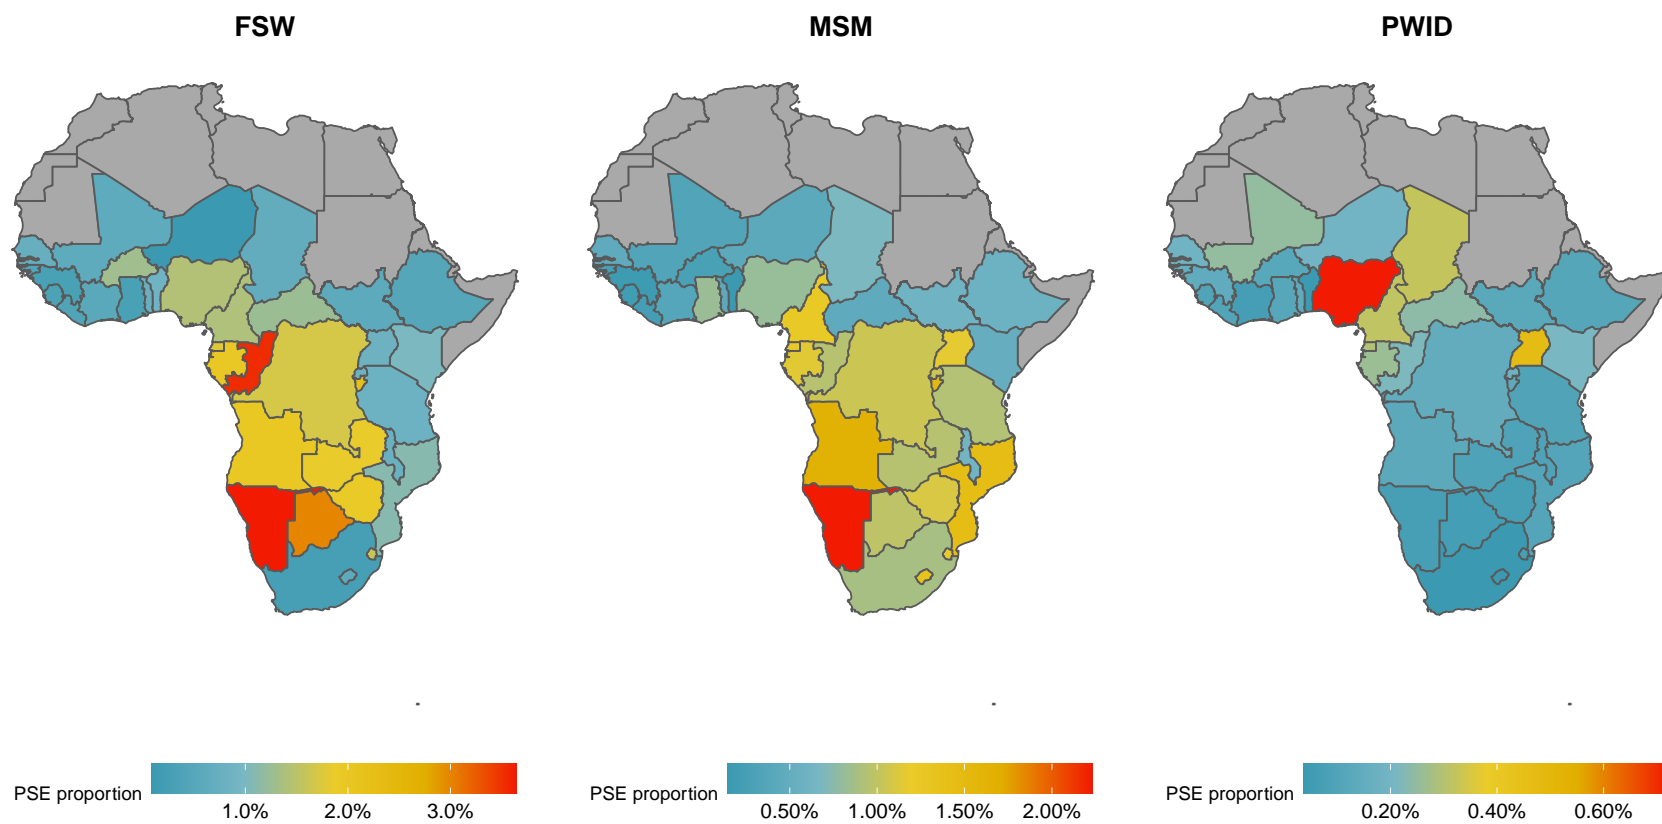 FSW
MSM
PWID
PSE proportion
1.0% 2.0% 3.0%
PSE proportion
0.50% 1.00% 1.50% 2.00%
PSE proportion
0.20% 0.40% 0.60%